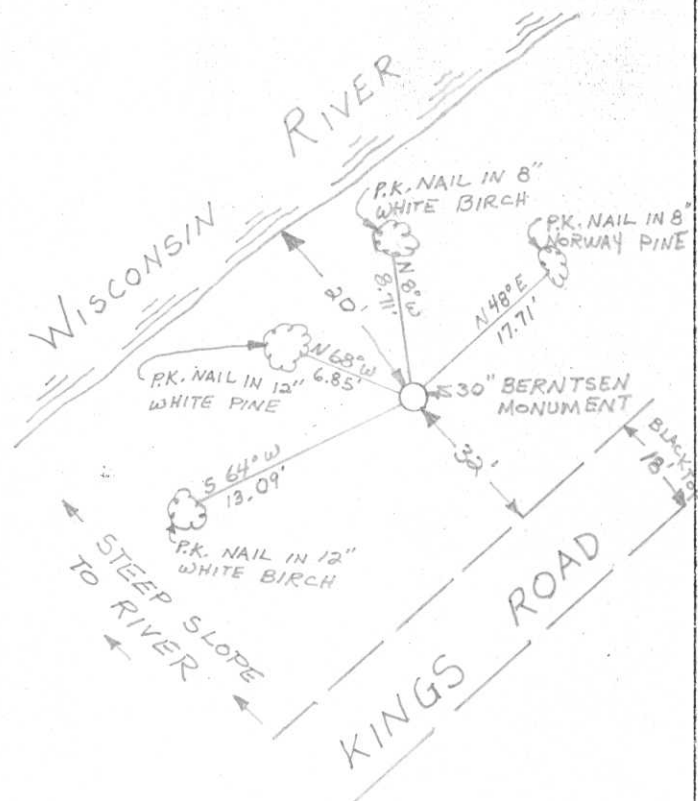 WISCONSIN RIVER
P.K. NAIL IN 8"
WHITE BIRCH
P.K. NAIL IN 8"
NORWAY PINE
N 8° W
8.71'
N 48° E
17.71'
20'
N 68° W
6.85'
P.K. NAIL IN 12"
WHITE PINE
30" BERNTSEN
MONUMENT
32'
BLACKTOP
18'
S 64° W
13.09'
P.K. NAIL IN 12"
WHITE BIRCH
STEEP SLOPE
TO RIVER
KINGS ROAD